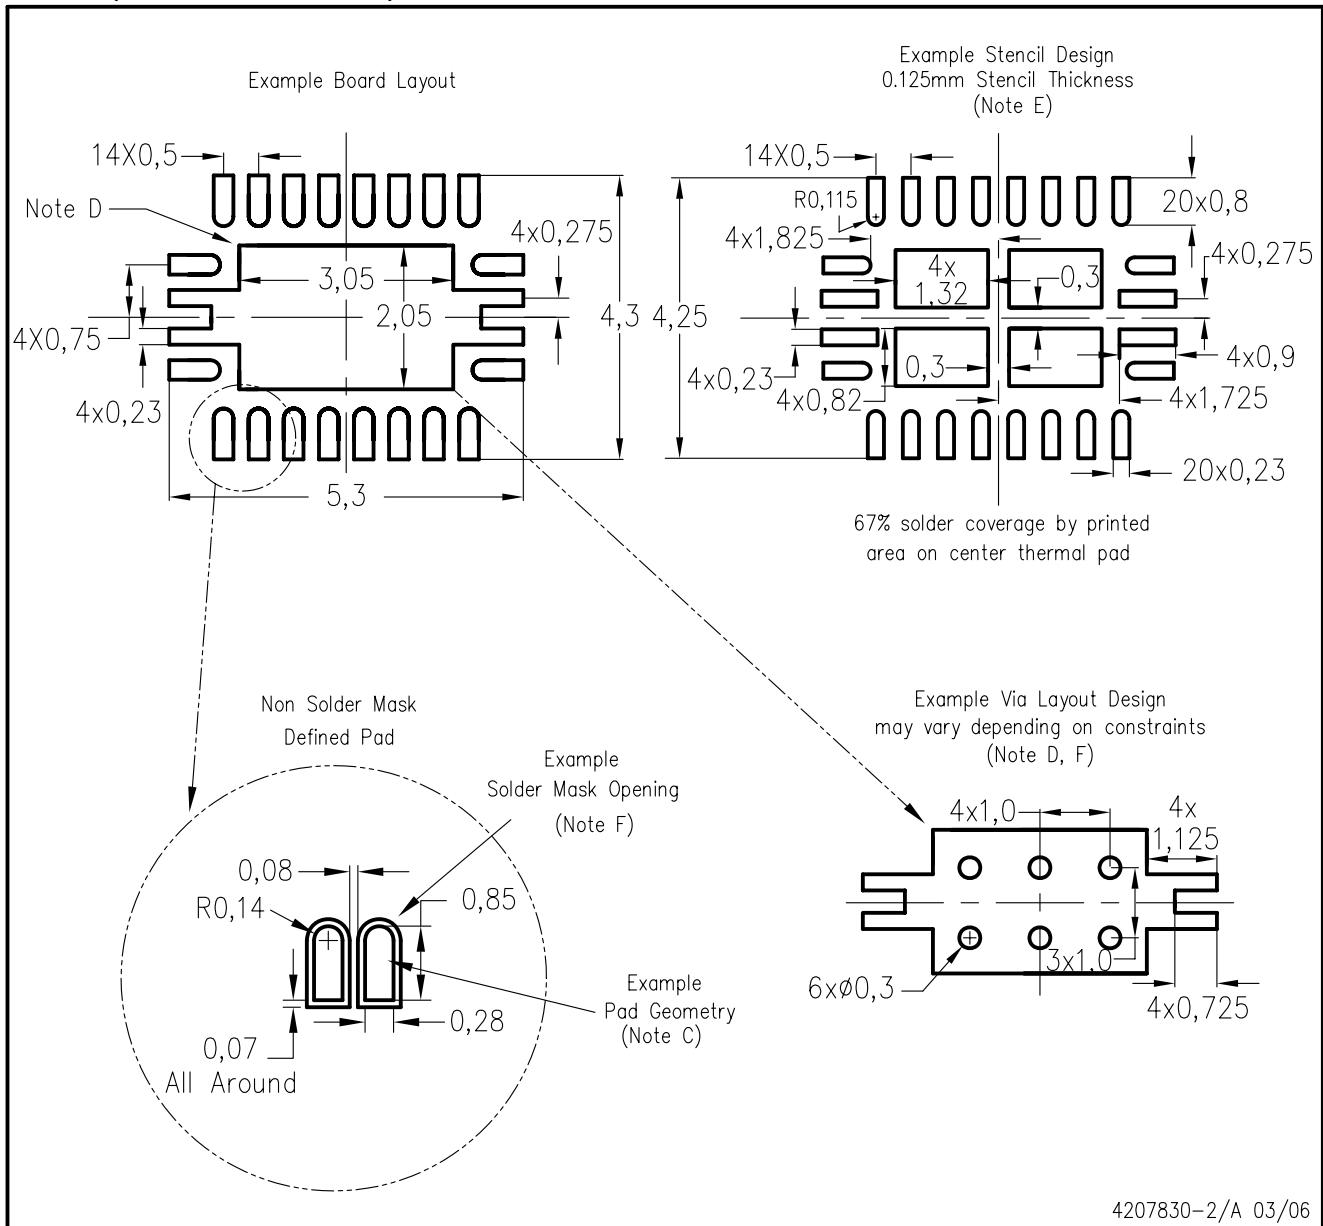 Example Board Layout
14X0,5
Note D
4x0,275
3,05
2,05
4,3
4X0,75
4x0,23
5,3
Example Stencil Design
0.125mm Stencil Thickness
(Note E)
14X0,5
R0,115
20x0,8
4x1,825
4x0,275
4x
1,32
0,3
4,25
4x0,23
0,3
4x0,82
4x0,9
4x1,725
20x0,23
67% solder coverage by printed
area on center thermal pad
Non Solder Mask
Defined Pad
Example
Solder Mask Opening
(Note F)
0,08
R0,14
0,85
0,28
0,07
All Around
Example
Pad Geometry
(Note C)
Example Via Layout Design
may vary depending on constraints
(Note D, F)
4x1,0
4x
1,125
3x1,0
6xø0,3
4x0,725
4207830-2/A 03/06